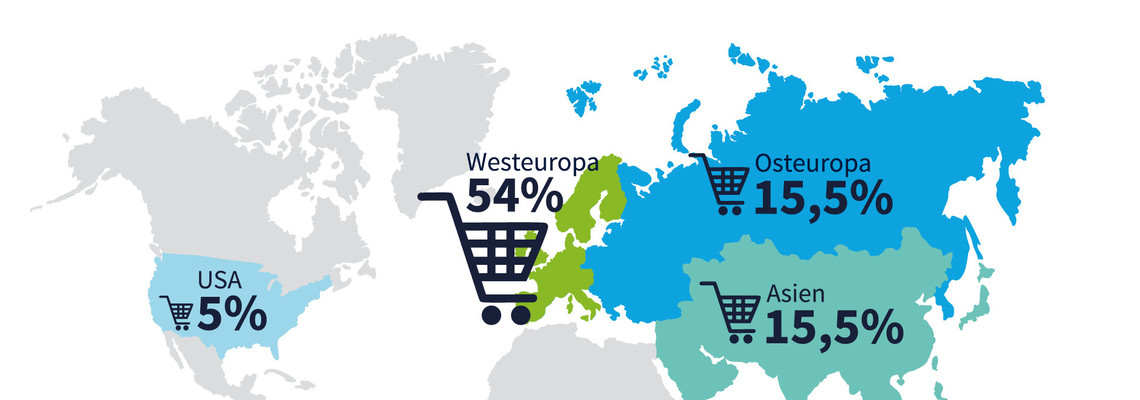 Westeuropa
54%
Osteuropa
15,5%
USA
5%
Asien
15,5%